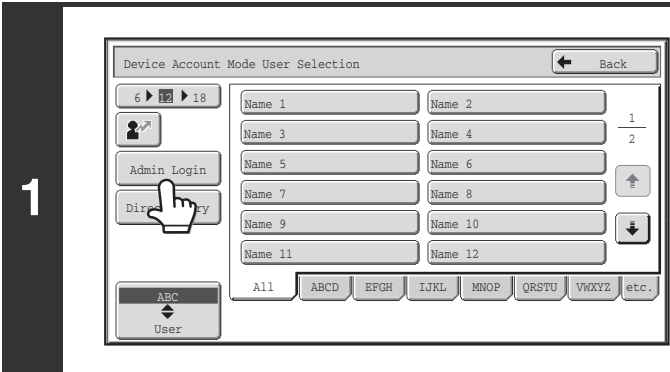 1
Device Account Mode User Selection
Back
6 12 18
Admin Login
ABC
User
Name 1
Name 2
Name 3
Name 4
Name 5
Name 6
Name 7
Name 8
Name 9
Name 10
Name 11
Name 12
1
2
All
ABCD
EFGH
IJKL
MNOP
QRSTU
VWXYZ
etc.